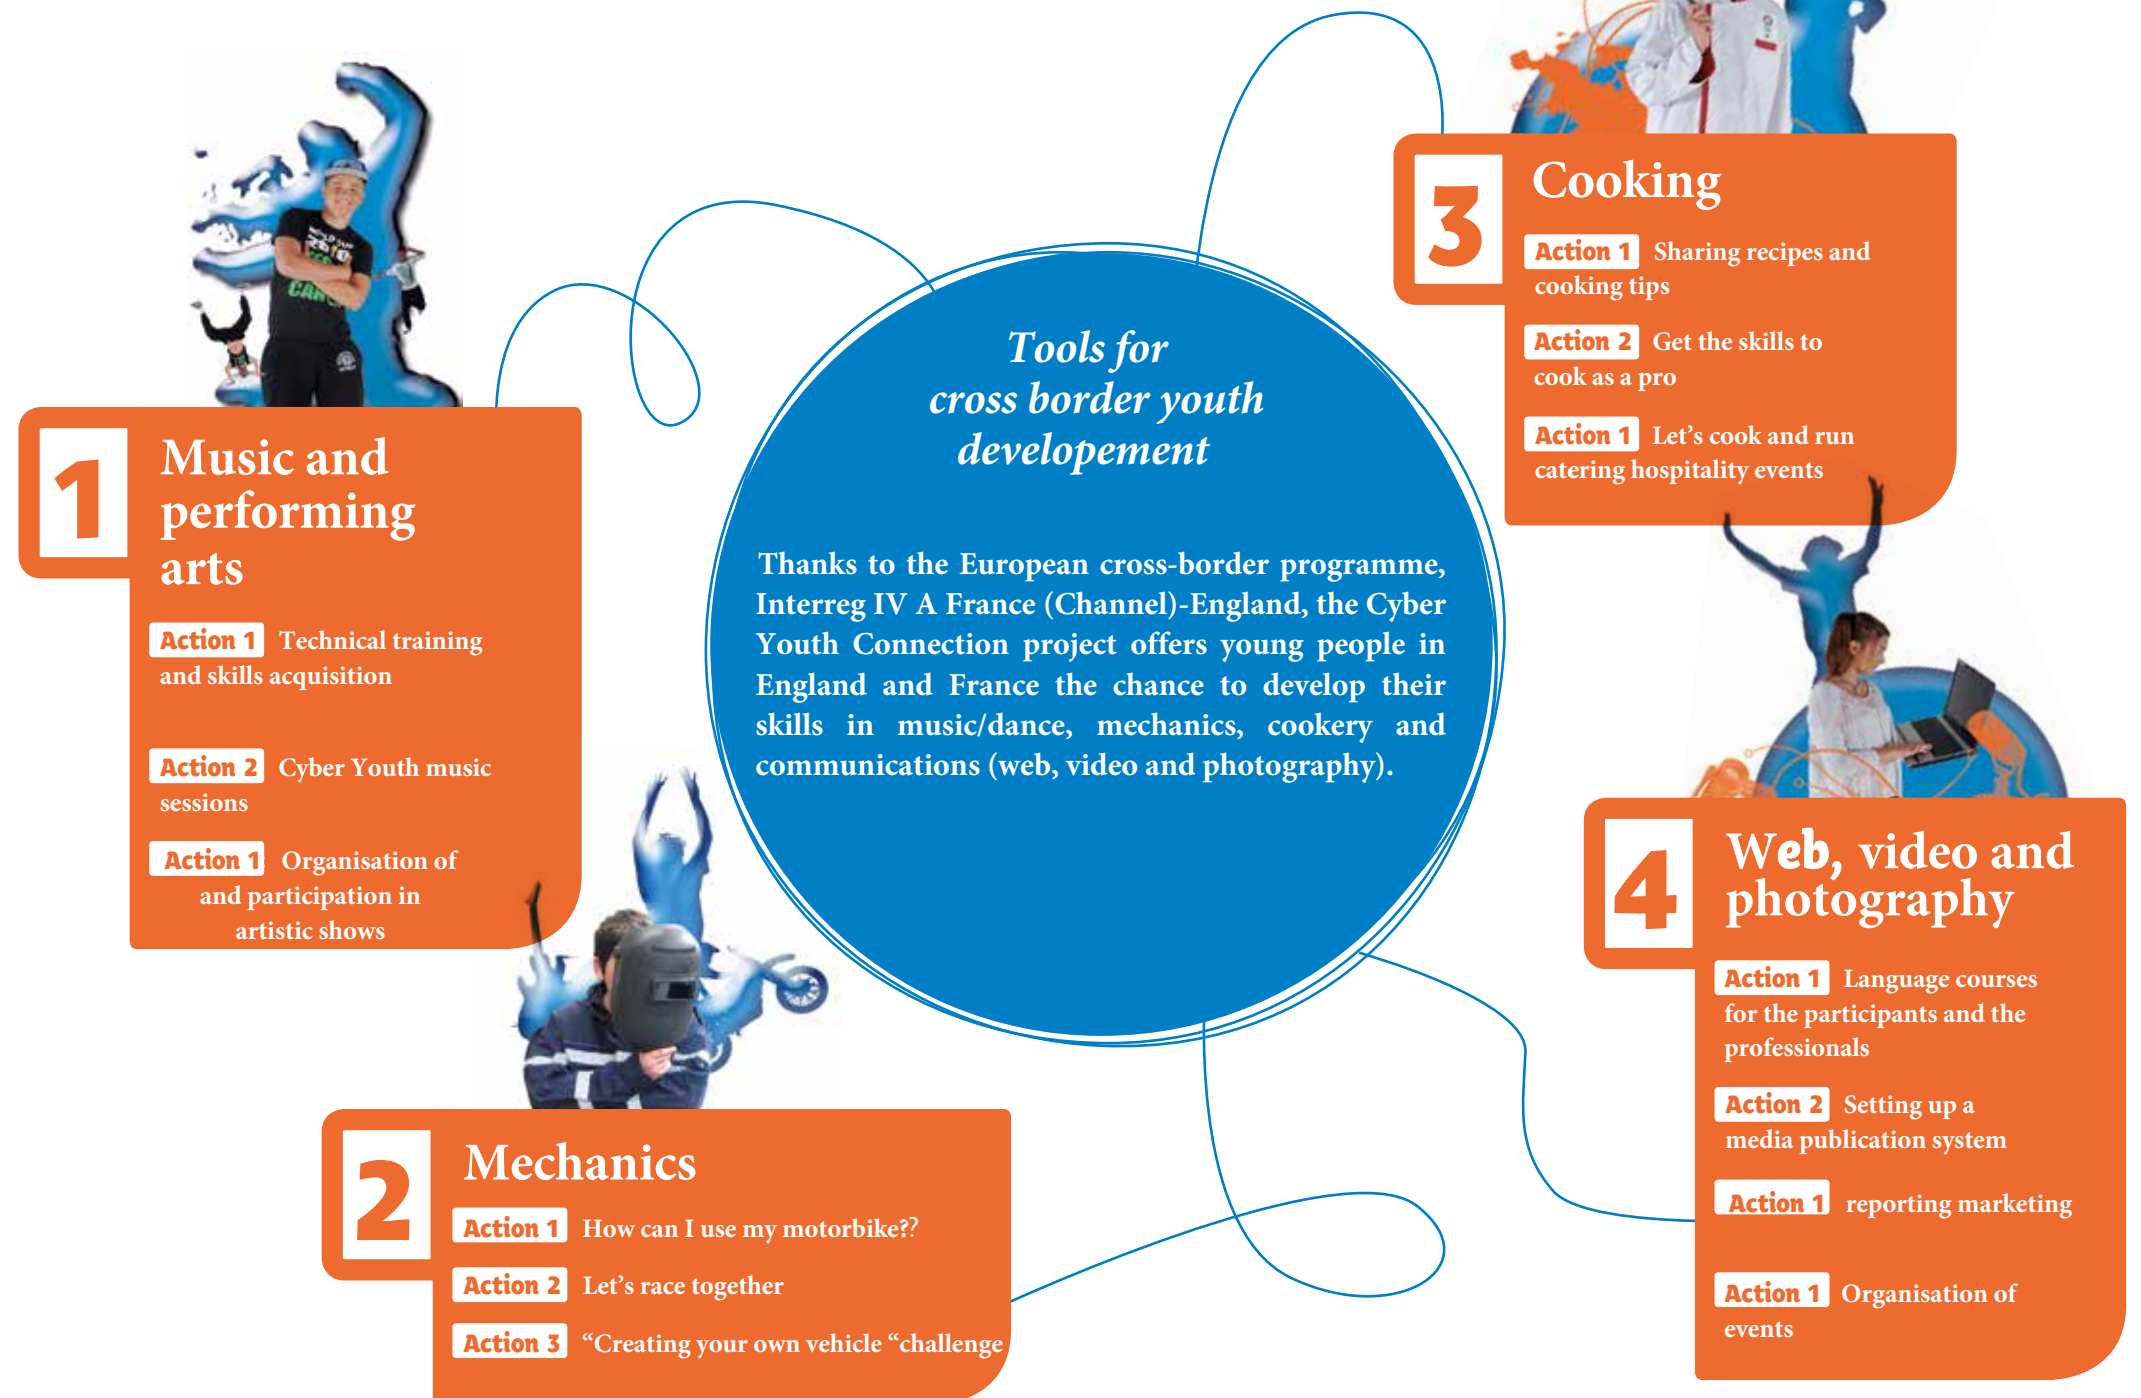 1
Music and
performing
arts
Action 1 Technical training
and skills acquisition
Action 2 Cyber Youth music
sessions
Action 1 Organisation of
and participation in
artistic shows
2
Mechanics
Action 1 How can I use my motorbike??
Action 2 Let’s race together
Action 3 “Creating your own vehicle “challenge
Tools for
cross border youth
developement
Thanks to the European cross-border programme,
Interreg IV A France (Channel)-England, the Cyber
Youth Connection project offers young people in
England and France the chance to develop their
skills in music/dance, mechanics, cookery and
communications (web, video and photography).
3
Cooking
Action 1 Sharing recipes and
cooking tips
Action 2 Get the skills to
cook as a pro
Action 1 Let’s cook and run
catering hospitality events
4
Web, video and
photography
Action 1 Language courses
for the participants and the
professionals
Action 2 Setting up a
media publication system
Action 1 reporting marketing
Action 1 Organisation of
events